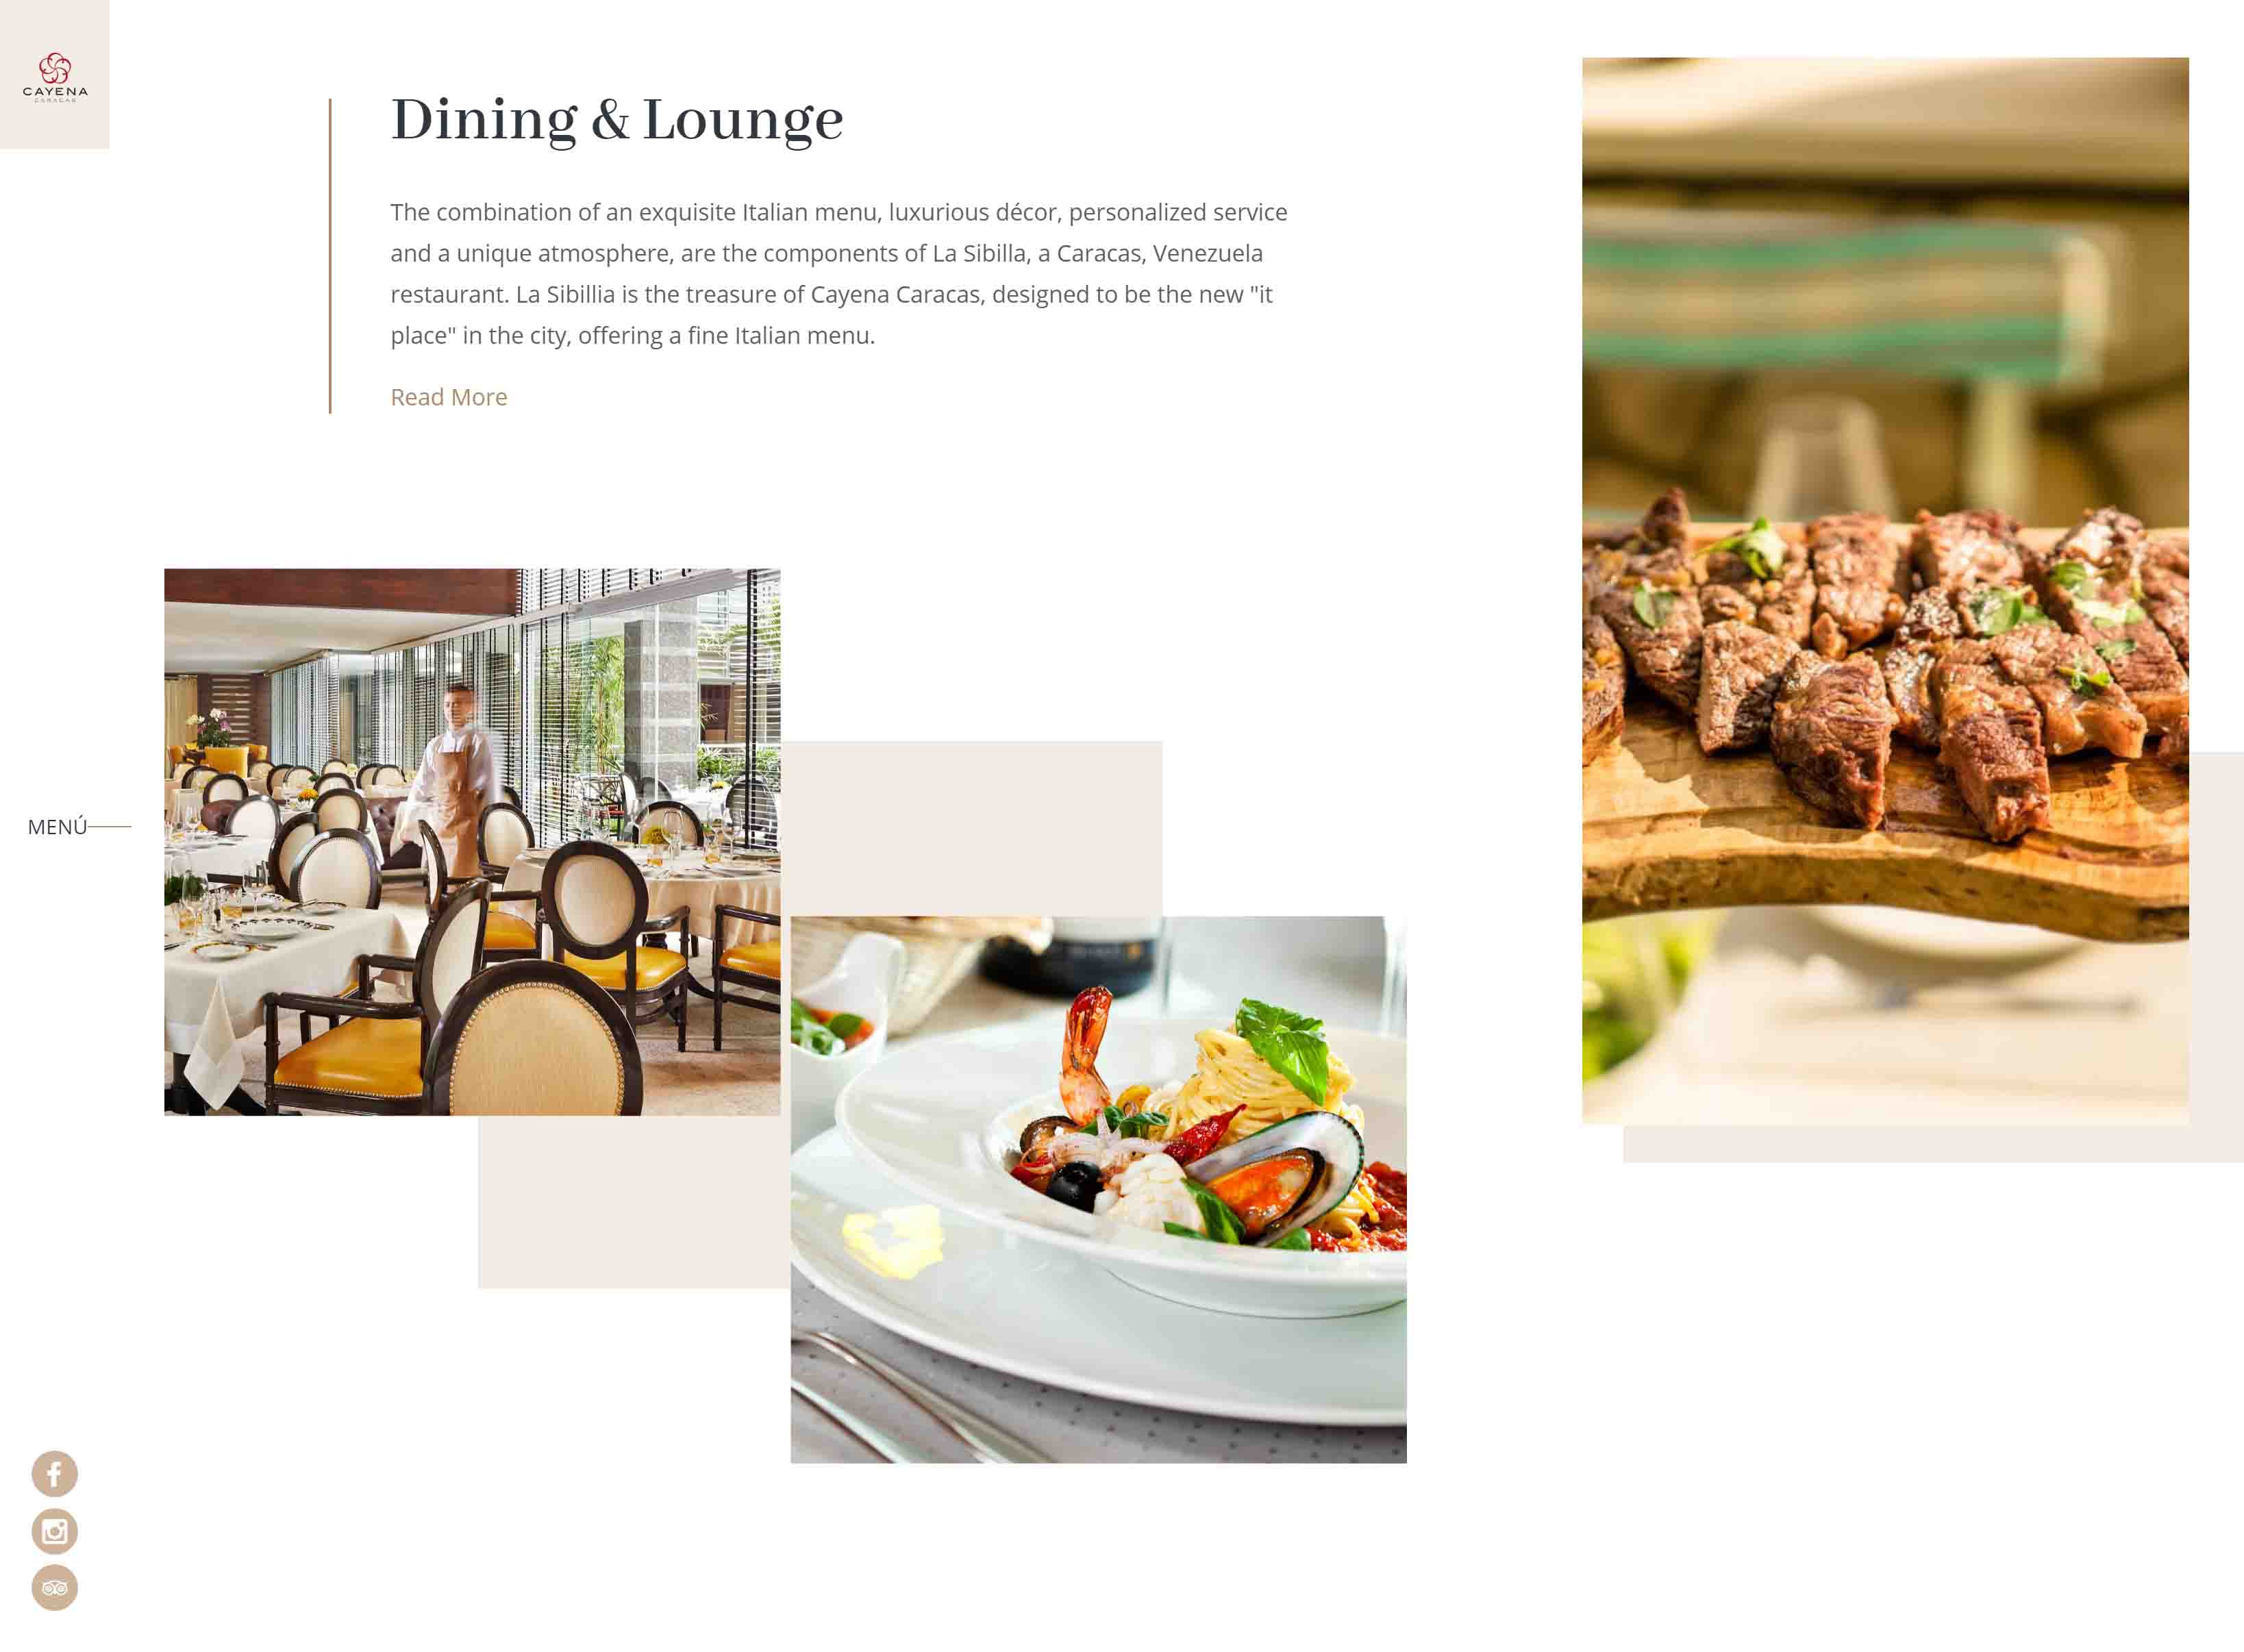 CAYENA
CARACAS
Dining & Lounge
The combination of an exquisite Italian menu, luxurious décor, personalized service
and a unique atmosphere, are the components of La Sibilla, a Caracas, Venezuela
restaurant. La Sibillia is the treasure of Cayena Caracas, designed to be the new "it
place" in the city, offering a fine Italian menu.
Read More
MENÚ